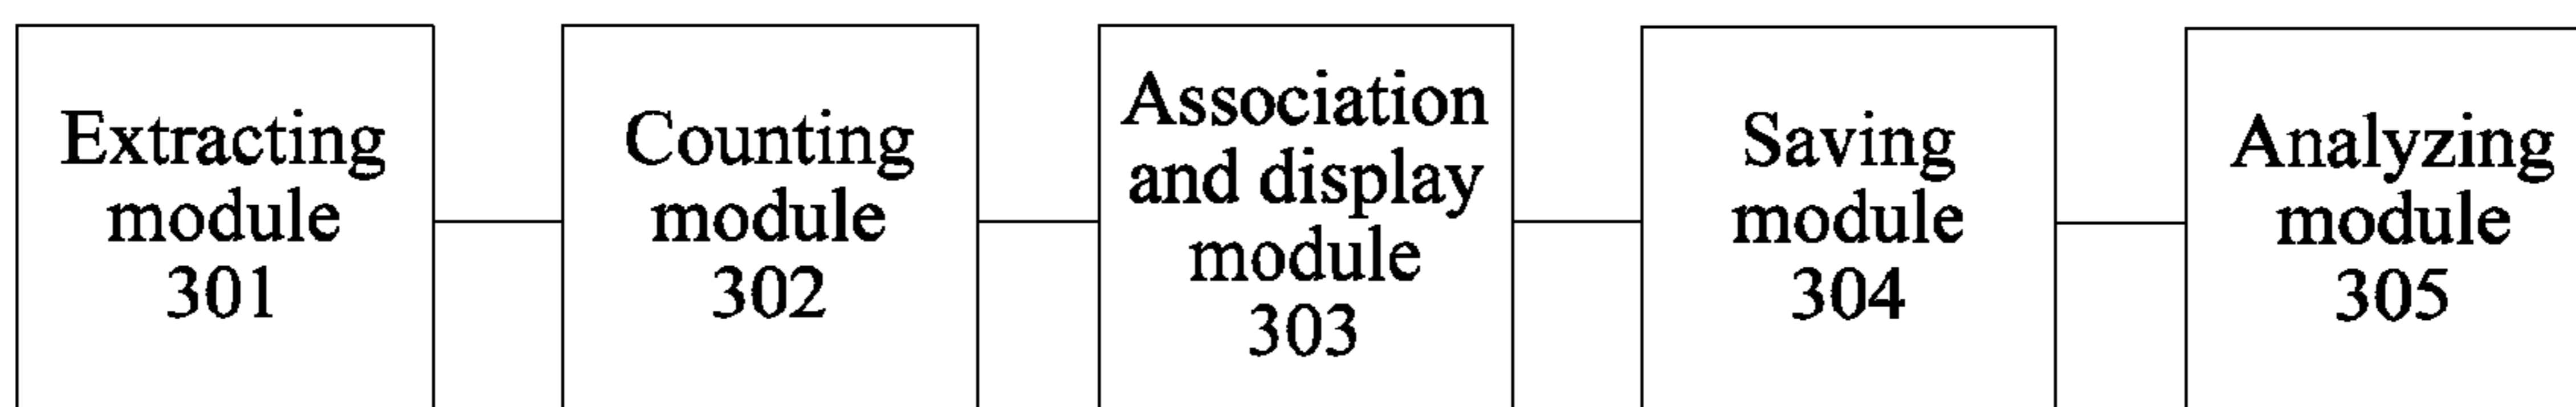 Extracting
module
301
Counting
module
302
Association
and display
module
303
Saving
module
304
Analyzing
module
305